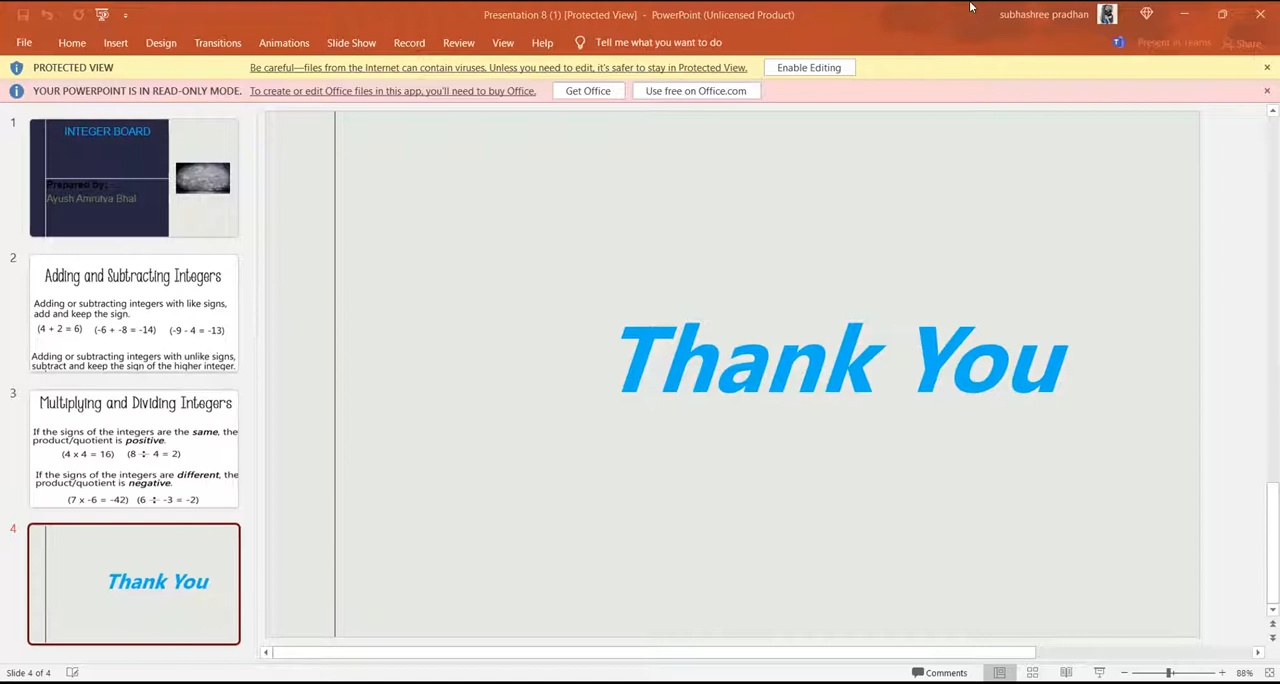 Presentation 8 (1) [Protected View] - PowerPoint (Unlicensed Product)
subhashree pradhan
File Home Insert Design Transitions Animations Slide Show Record Review View Help Tell me what you want to do
Present in Teams Share
PROTECTED VIEW Be careful—files from the Internet can contain viruses. Unless you need to edit, it's safer to stay in Protected View. Enable Editing
YOUR POWERPOINT IS IN READ-ONLY MODE. To create or edit Office files in this app, you'll need to buy Office. Get Office Use free on Office.com
1
INTEGER BOARD
Prepared by:
Ayush Amrutya Bhal
2
Adding and Subtracting Integers
Adding or subtracting integers with like signs,
add and keep the sign.
(4 + 2 = 6) (-6 + -8 = -14) (-9 - 4 = -13)
Adding or subtracting integers with unlike signs,
subtract and keep the sign of the higher integer.
3
Multiplying and Dividing Integers
If the signs of the integers are the same, the
product/quotient is positive.
(4 x 4 = 16) (8 ÷ 4 = 2)
If the signs of the integers are different, the
product/quotient is negative.
(7 x -6 = -42) (6 ÷ -3 = -2)
4
Thank You
Thank You
Slide 4 of 4
Comments
88%